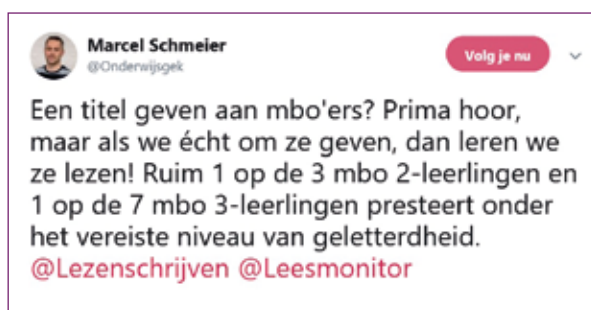 Marcel Schmeier
@Onderwijsgek
Volg je nu
Een titel geven aan mbo'ers? Prima hoor,
maar als we écht om ze geven, dan leren we
ze lezen! Ruim 1 op de 3 mbo 2-leerlingen en
1 op de 7 mbo 3-leerlingen presteert onder
het vereiste niveau van geletterdheid.
@Lezenschrijven @Leesmonitor